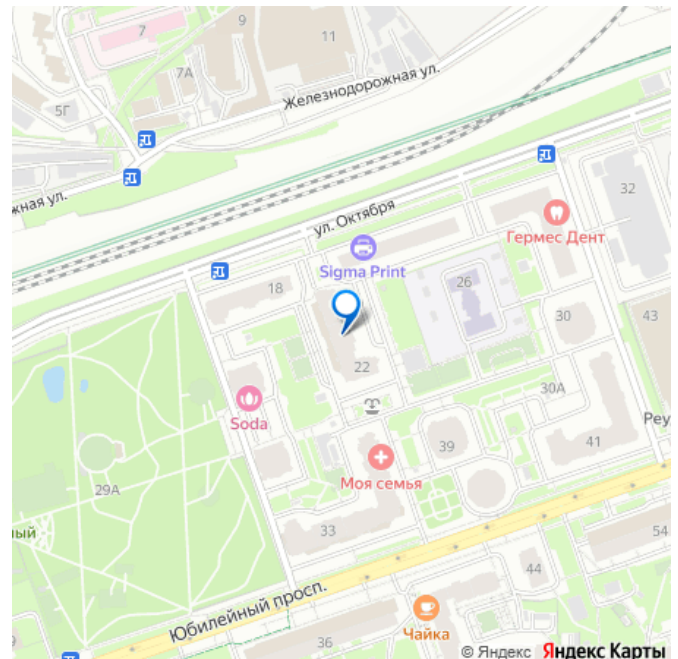 7
9
11
7А
5Г
Железнодорожная ул.
жная ул.
32
ул. Октября
Гермес Дент
Sigma Print
18
26
30
43
22
30А
Soda
Реу
39
41
Моя семья
29А
33
ый
54
44
9
Юбилейный просп.
36
Чайка
© Яндекс Яндекс Карты